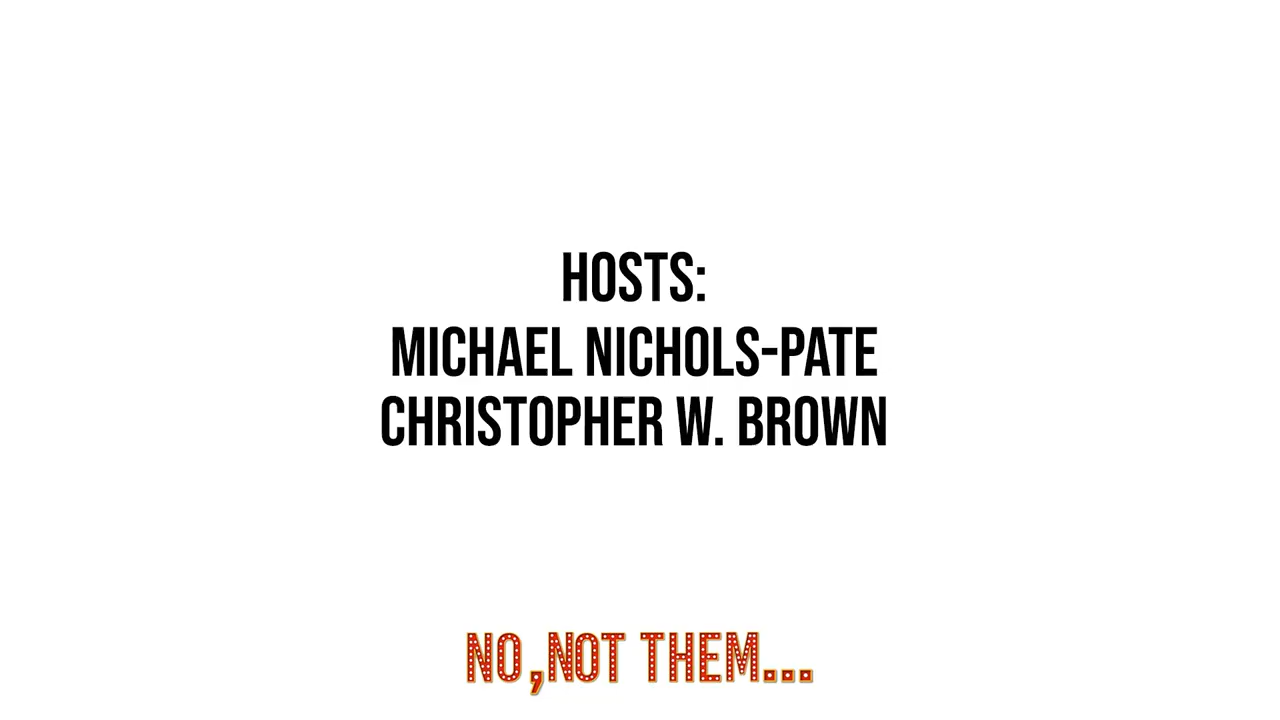 HOSTS:
MICHAEL NICHOLS-PATE
CHRISTOPHER W. BROWN
NO, NOT THEM...